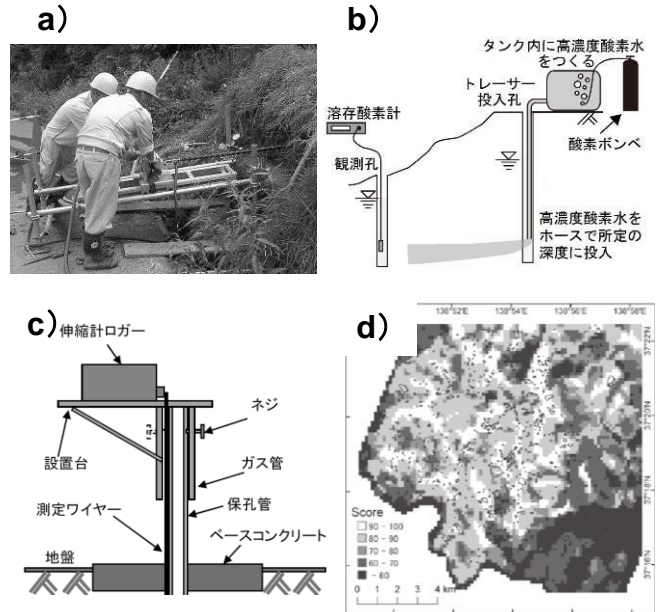 a)
b)
タンク内に高濃度酸素水
をつくる
トレーサー
投入孔
溶存酸素計
酸素ボンベ
観測孔
高濃度酸素水を
ホースで所定の
深度に投入
c)
伸縮計ロガー
ネジ
設置台
ガス管
測定ワイヤー
保孔管
ベースコンクリート
地盤
d)
138°52'E
138°54'E
138°56'E
138°58'E
37°22'N
37°20'N
37°18'N
37°16'N
Score
90 - 100
80 - 90
70 - 80
60 - 70
- 60
0 1 2 3 4 km